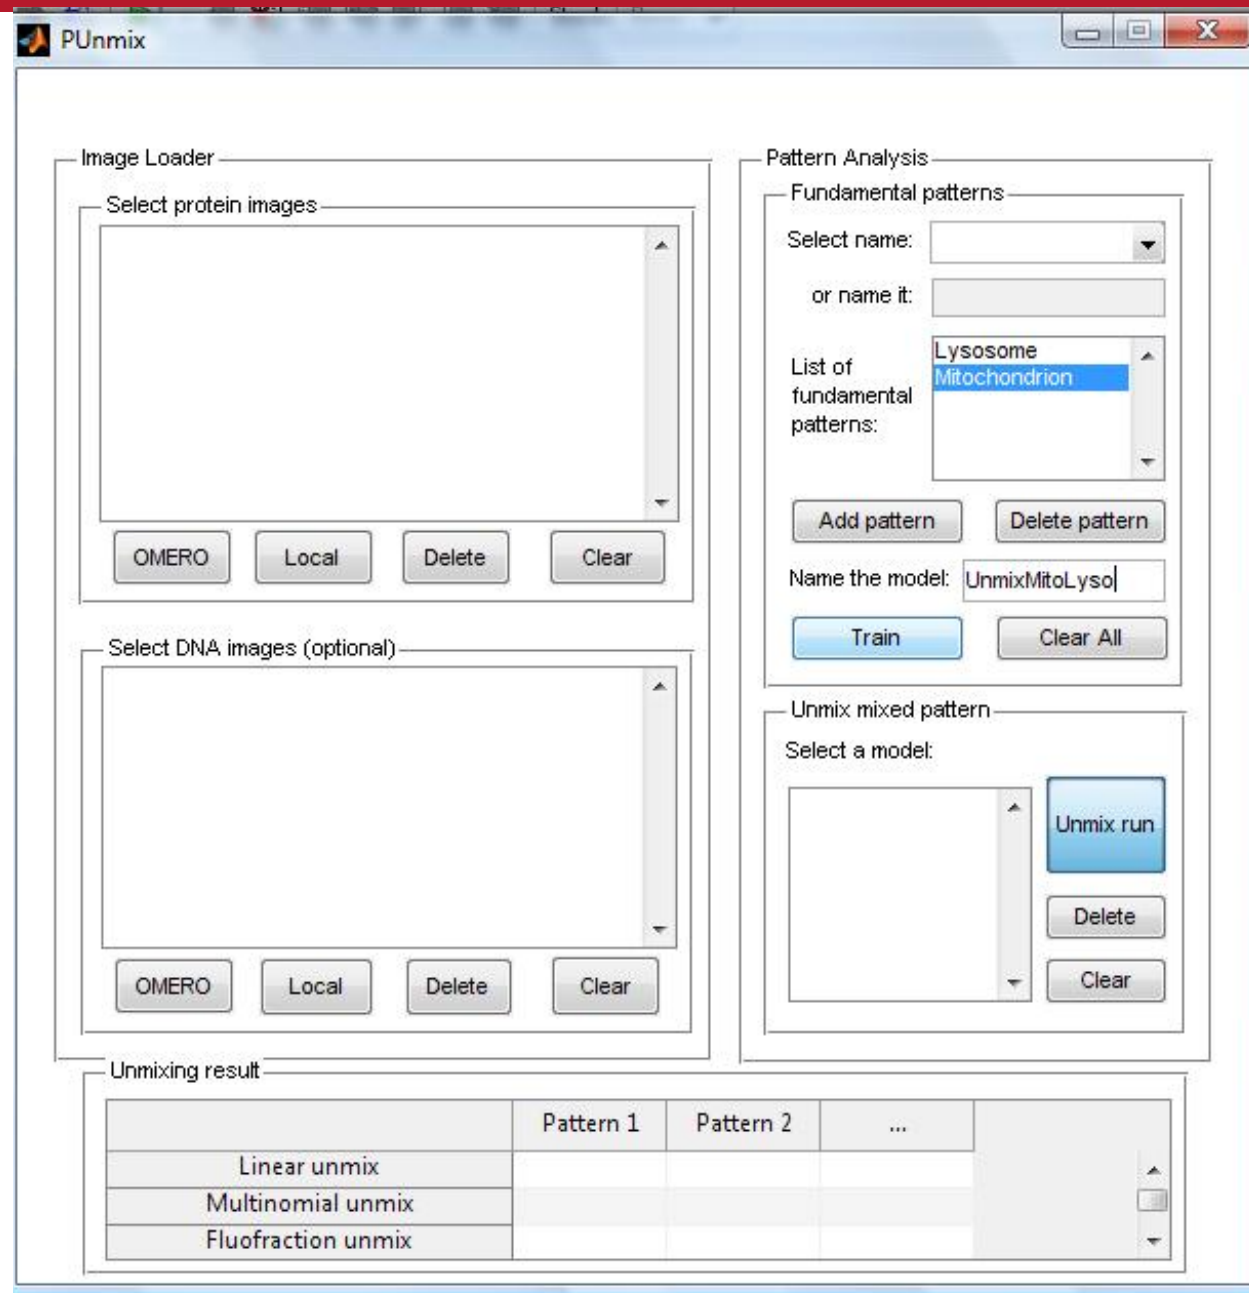 PUnmix
Image Loader
Select protein images
OMERO
Local
Delete
Clear
Select DNA images (optional)
OMERO
Local
Delete
Clear
Pattern Analysis
Fundamental patterns
Select name:
or name it:
List of
fundamental
patterns:
Lysosome
Mitochondrion
Add pattern
Delete pattern
Name the model:
UnmixMitoLyso
Train
Clear All
Unmix mixed pattern
Select a model:
Unmix run
Delete
Clear
Unmixing result
Pattern 1
Pattern 2
...
Linear unmix
Multinomial unmix
Fluofraction unmix